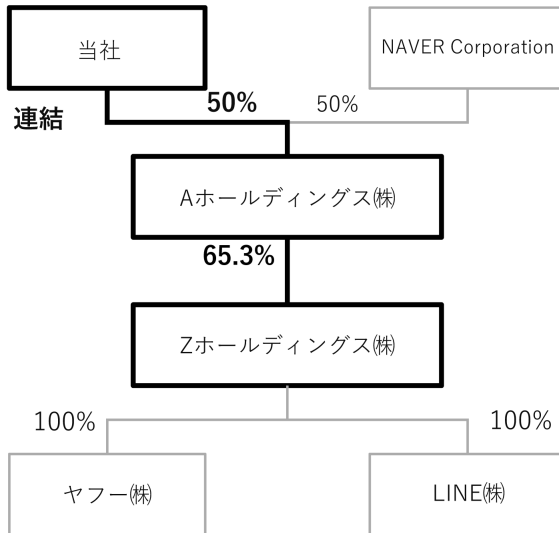 当社
NAVER Corporation
連結
50%
50%
Aホールディングス㈱
65.3%
Zホールディングス㈱
100%
100%
ヤフー㈱
LINE㈱